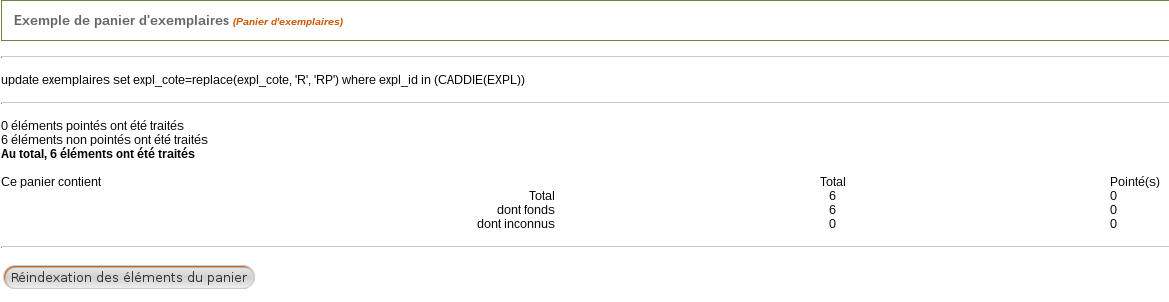 Exemple de panier d'exemplaires (Panier d'exemplaires)
update exemplaires set expl_cote=replace(expl_cote, 'R', 'RP') where expl_id in (CADDIE(EXPL))
0 éléments pointés ont été traités
6 éléments non pointés ont été traités
Au total, 6 éléments ont été traités
Ce panier contient Total Pointé(s)
Total 6 0
dont fonds 6 0
dont inconnus 0 0
Réindexation des éléments du panier